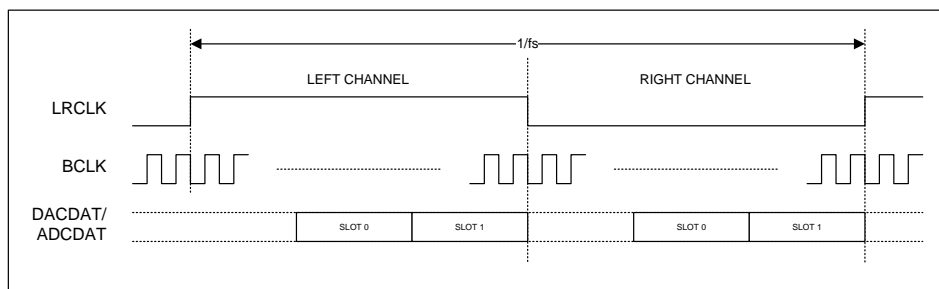 1/fs
LEFT CHANNEL RIGHT CHANNEL
LRCLK
BCLK
DACDAT/
ADCDAT
SLOT 0 SLOT 1 SLOT 0 SLOT 1